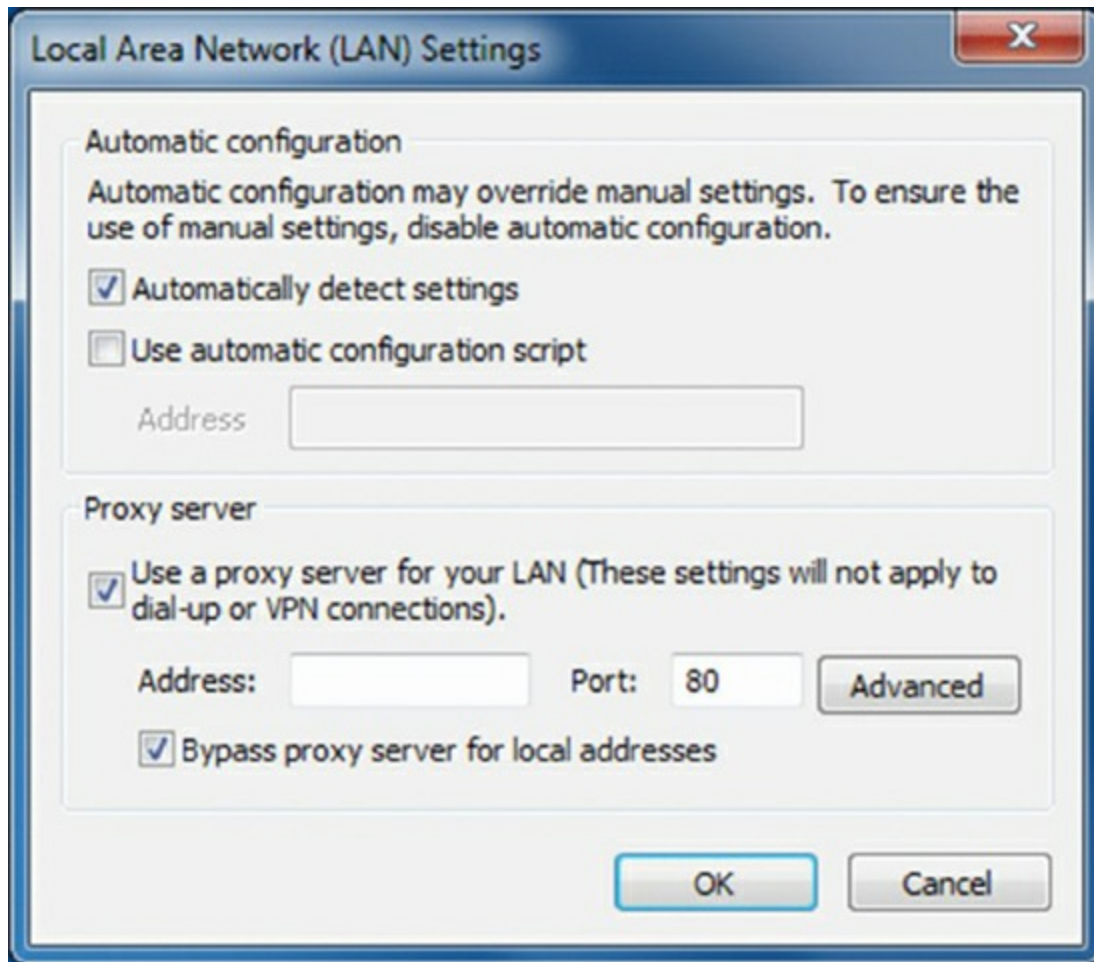 Local Area Network (LAN) Settings
Automatic configuration
Automatic configuration may override manual settings.  To ensure the
use of manual settings, disable automatic configuration.
Automatically detect settings
Use automatic configuration script
Address
Proxy server
Use a proxy server for your LAN (These settings will not apply to
dial-up or VPN connections).
Address: Port: 80 Advanced
Bypass proxy server for local addresses
OK Cancel